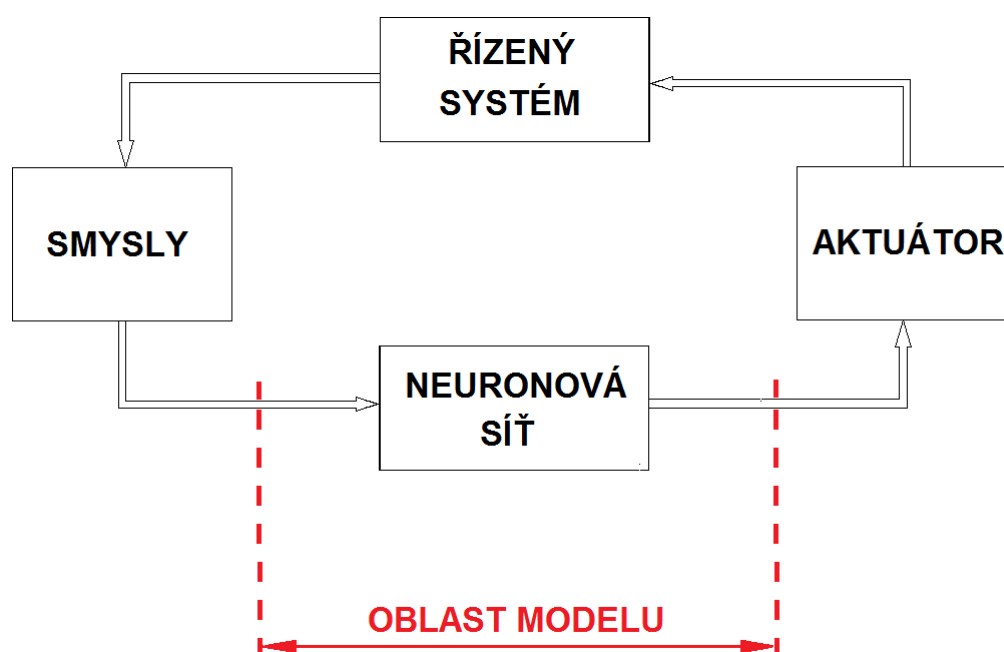 ŘÍZENÝ
SYSTÉM
SMYSLY
AKTUÁTOR
NEURONOVÁ
SÍŤ
OBLAST MODELU